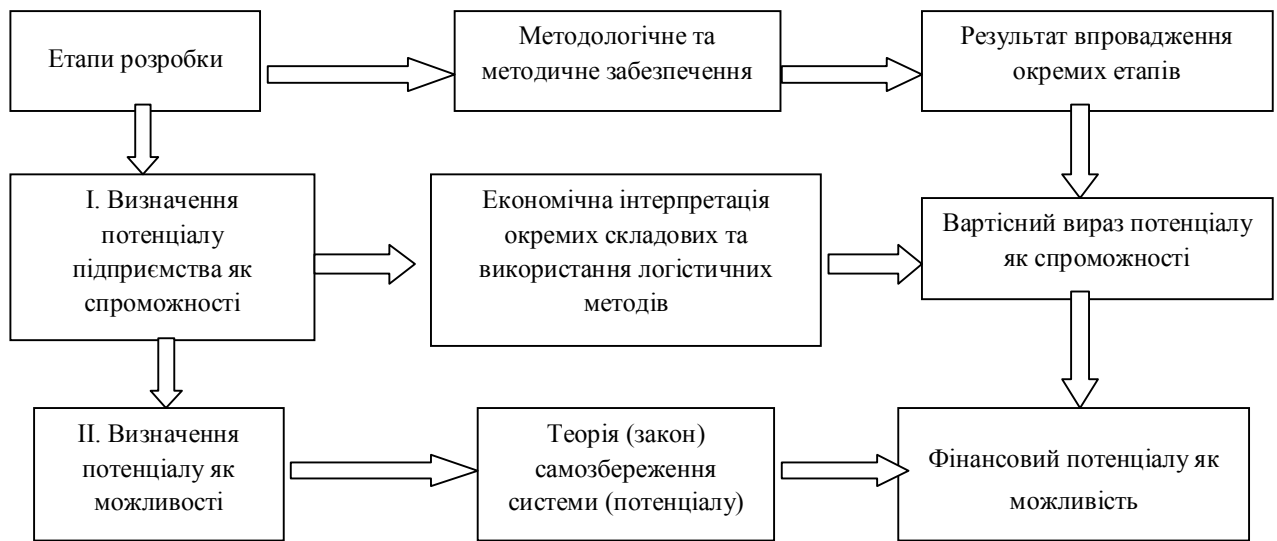 Етапи розробки
Методологічне та
методичне забезпечення
Результат впровадження
окремих етапів
І. Визначення
потенціалу
підприємства як
спроможності
Економічна інтерпретація
окремих складових та
використання логістичних
методів
Вартісний вираз потенціалу
як спроможності
ІІ. Визначення
потенціалу як
можливості
Теорія (закон)
самозбереження
системи (потенціалу)
Фінансовий потенціалу як
можливість